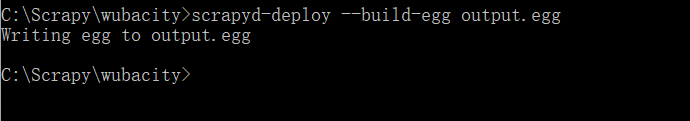 C:\Scrapy\wubacity>scrapyd-deploy --build-egg output.egg
Writing egg to output.egg
C:\Scrapy\wubacity>